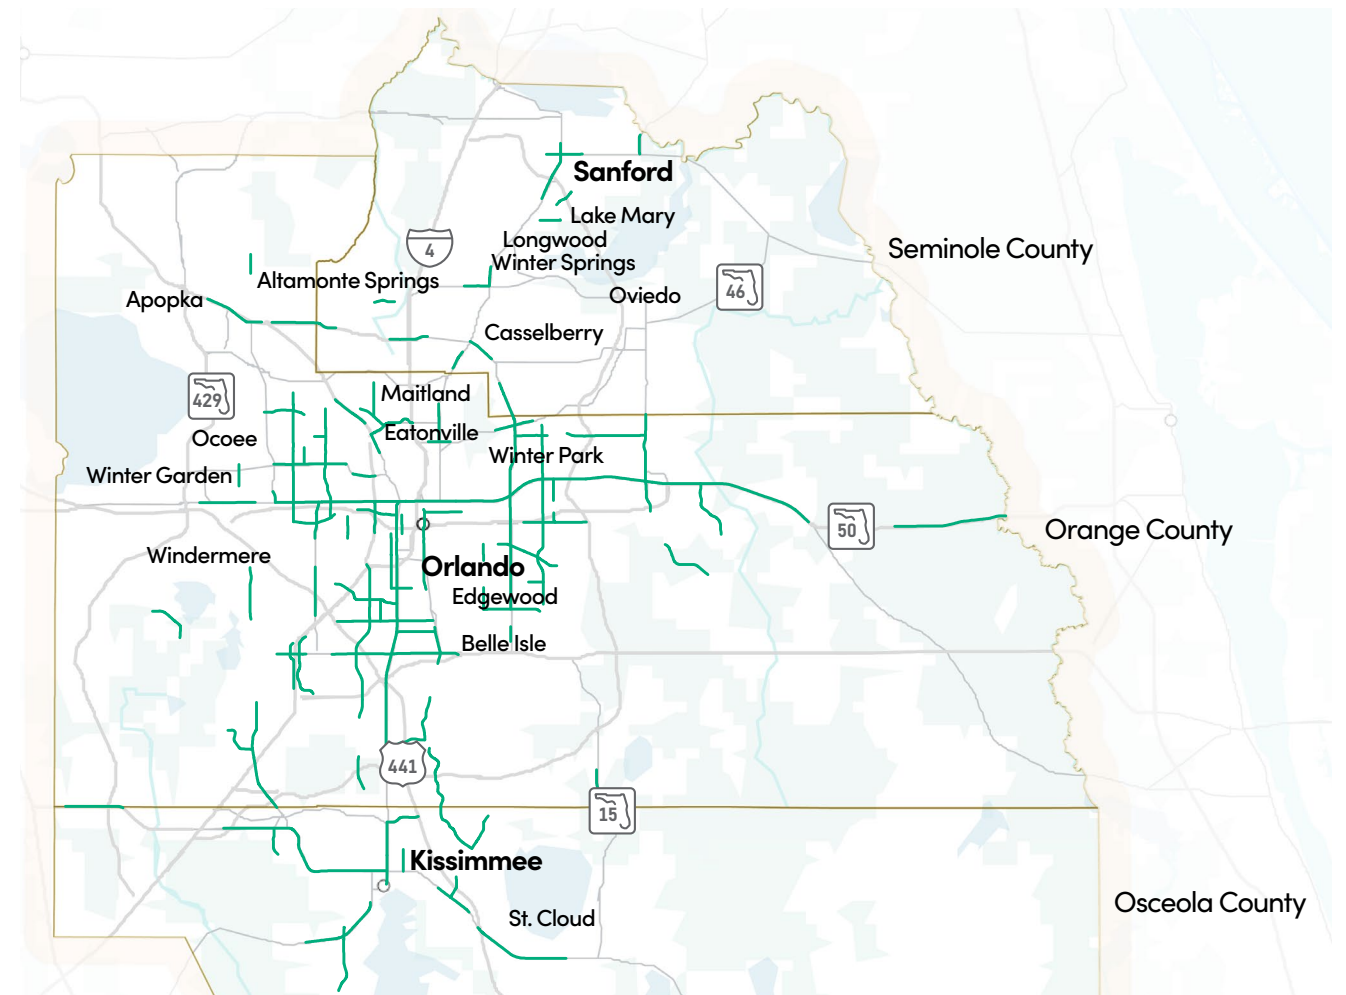 Sanford
Lake Mary
4
Longwood
Seminole County
Winter Springs
Altamonte Springs
46
Oviedo
Apopka
Casselberry
429
Maitland
Ocoee
Eatonville
Winter Park
Winter Garden
50
Orange County
Windermere
Orlando
Edgewood
Belle Isle
441
15
Kissimmee
Osceola County
St. Cloud